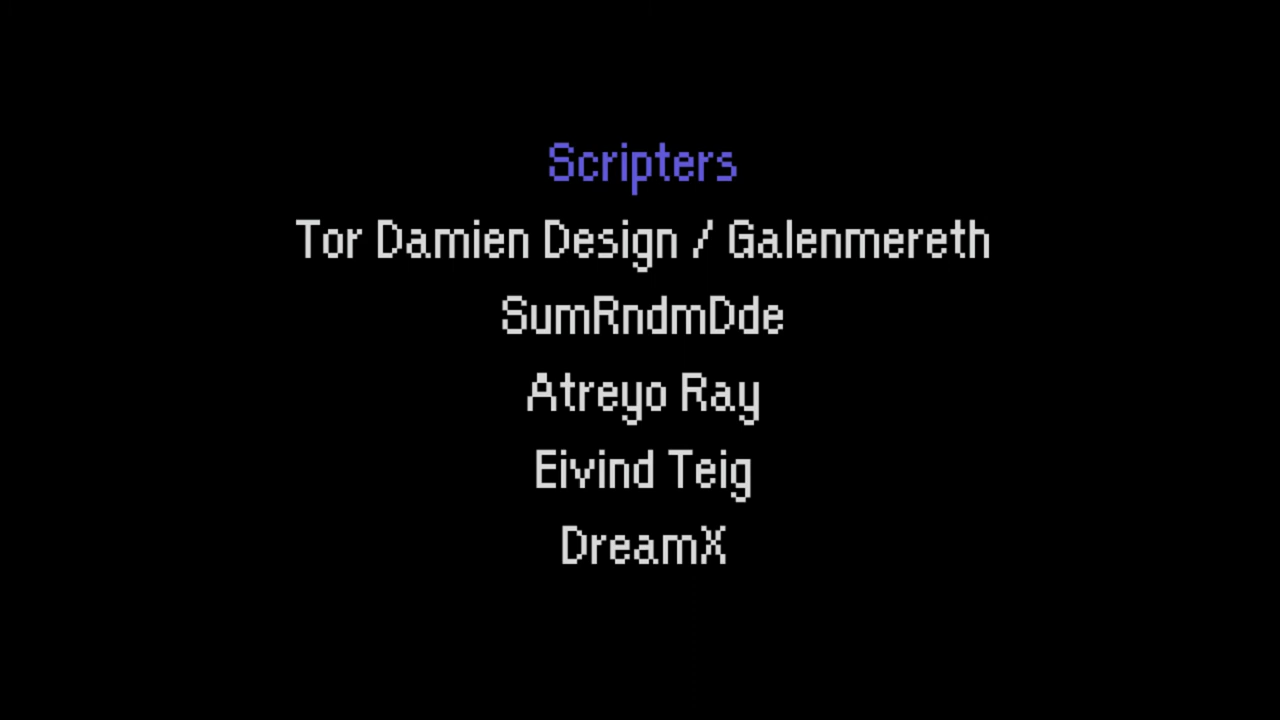 Scripters
Tor Damien Design / Galenmereth
SumRndmDde
Atreyo Ray
Eivind Teig
DreamX